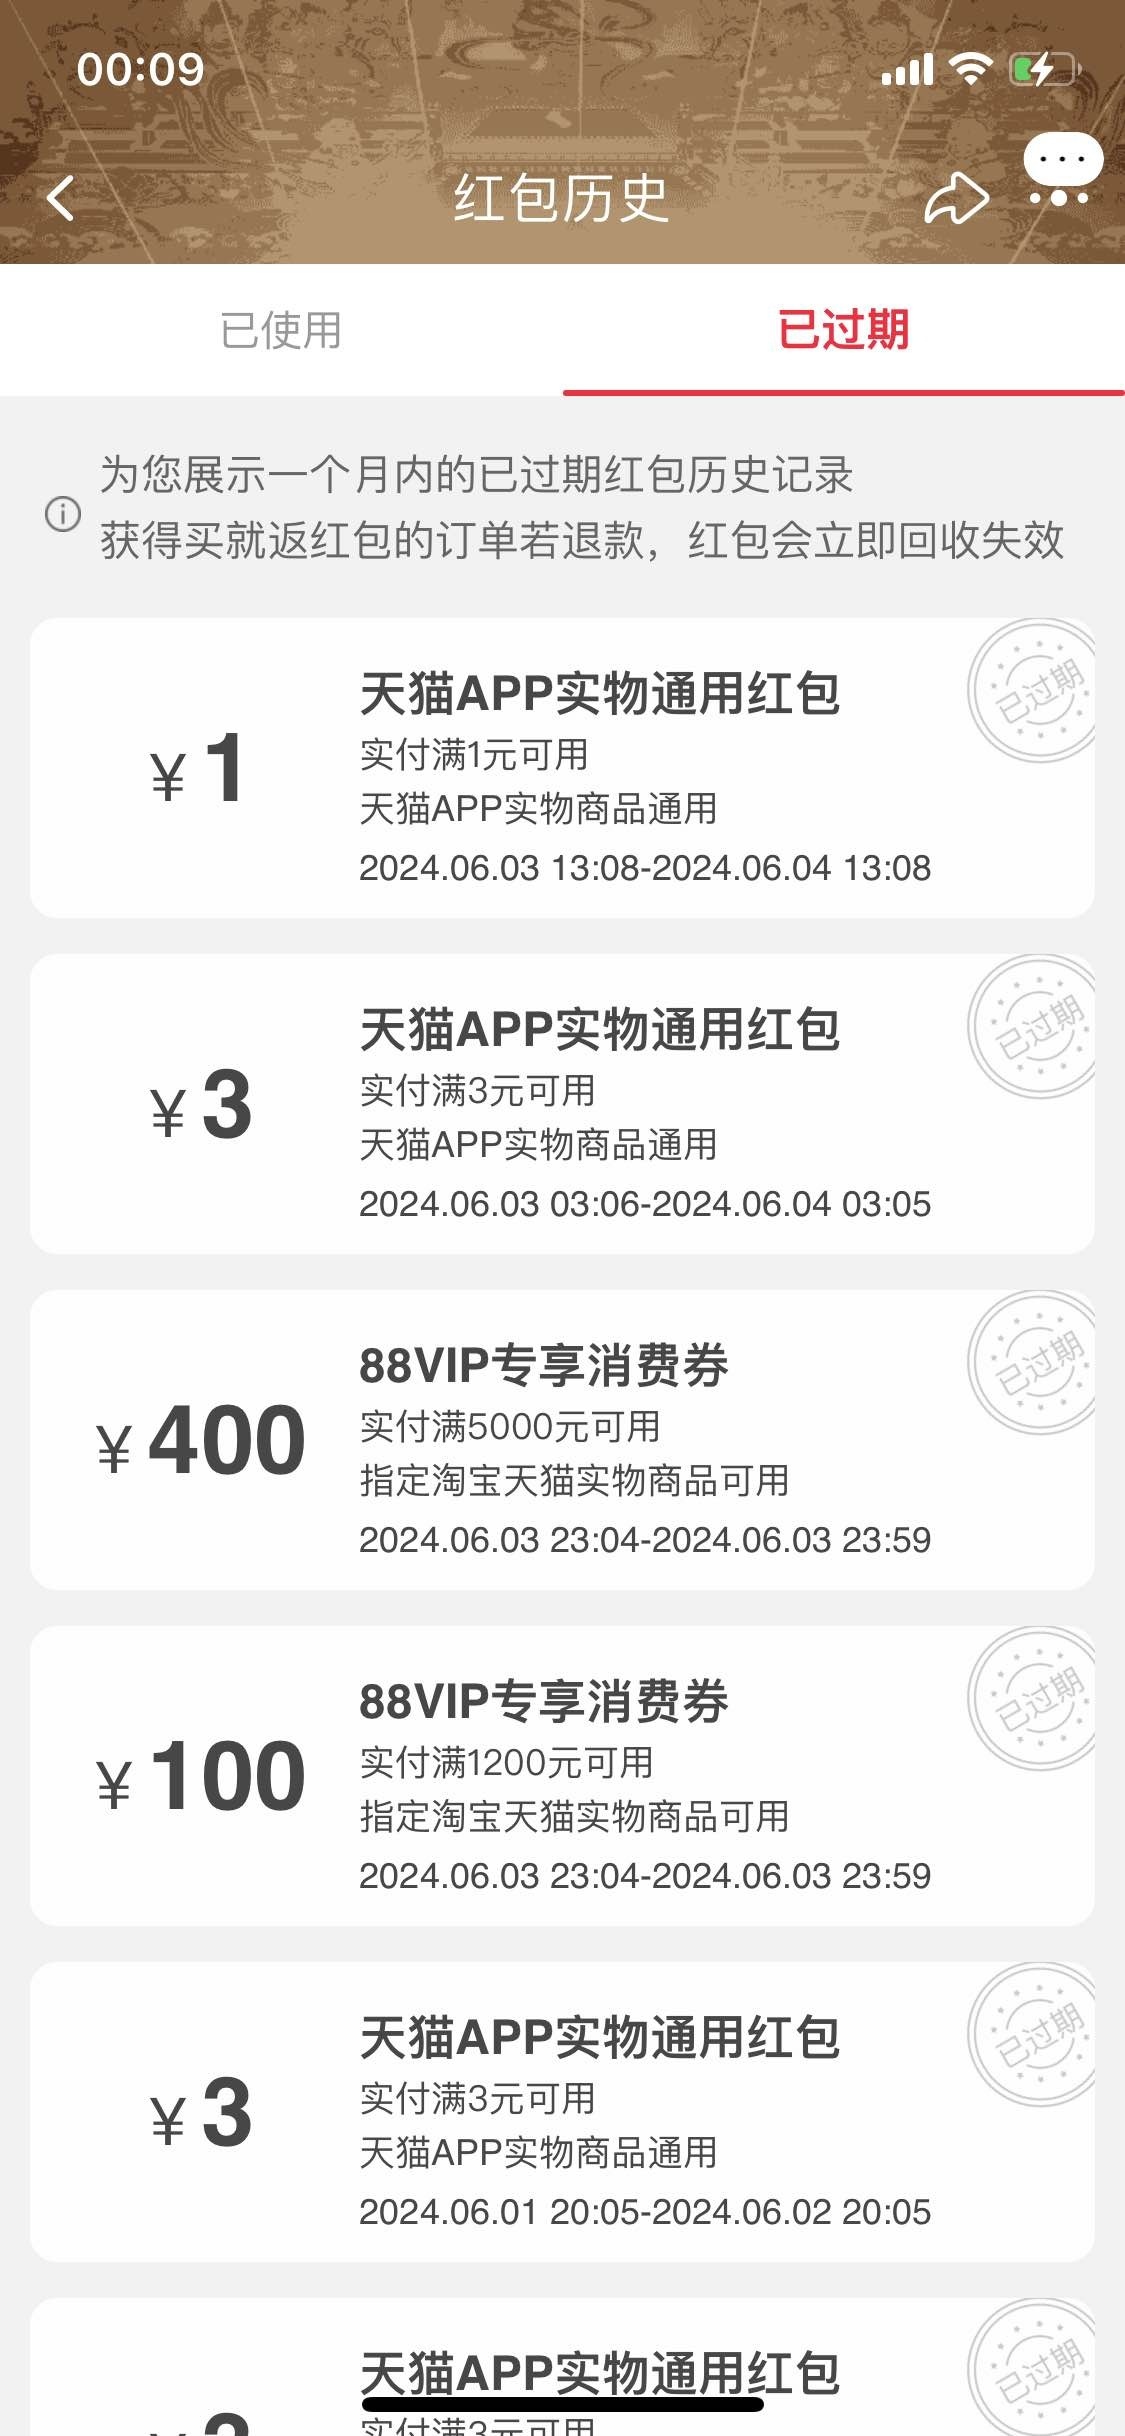 00:09
红包历史
已使用
已过期
为您展示一个月内的已过期红包历史记录
获得买就返红包的订单若退款，红包会立即回收失效
已过期
天猫APP实物通用红包
¥ 1
实付满1元可用
天猫APP实物商品通用
2024.06.03 13:08-2024.06.04 13:08
已过期
天猫APP实物通用红包
¥ 3
实付满3元可用
天猫APP实物商品通用
2024.06.03 03:06-2024.06.04 03:05
已过期
88VIP专享消费券
¥ 400
实付满5000元可用
指定淘宝天猫实物商品可用
2024.06.03 23:04-2024.06.03 23:59
已过期
88VIP专享消费券
¥ 100
实付满1200元可用
指定淘宝天猫实物商品可用
2024.06.03 23:04-2024.06.03 23:59
已过期
天猫APP实物通用红包
¥ 3
实付满3元可用
天猫APP实物商品通用
2024.06.01 20:05-2024.06.02 20:05
已过期
天猫APP实物通用红包
实付满3元可用